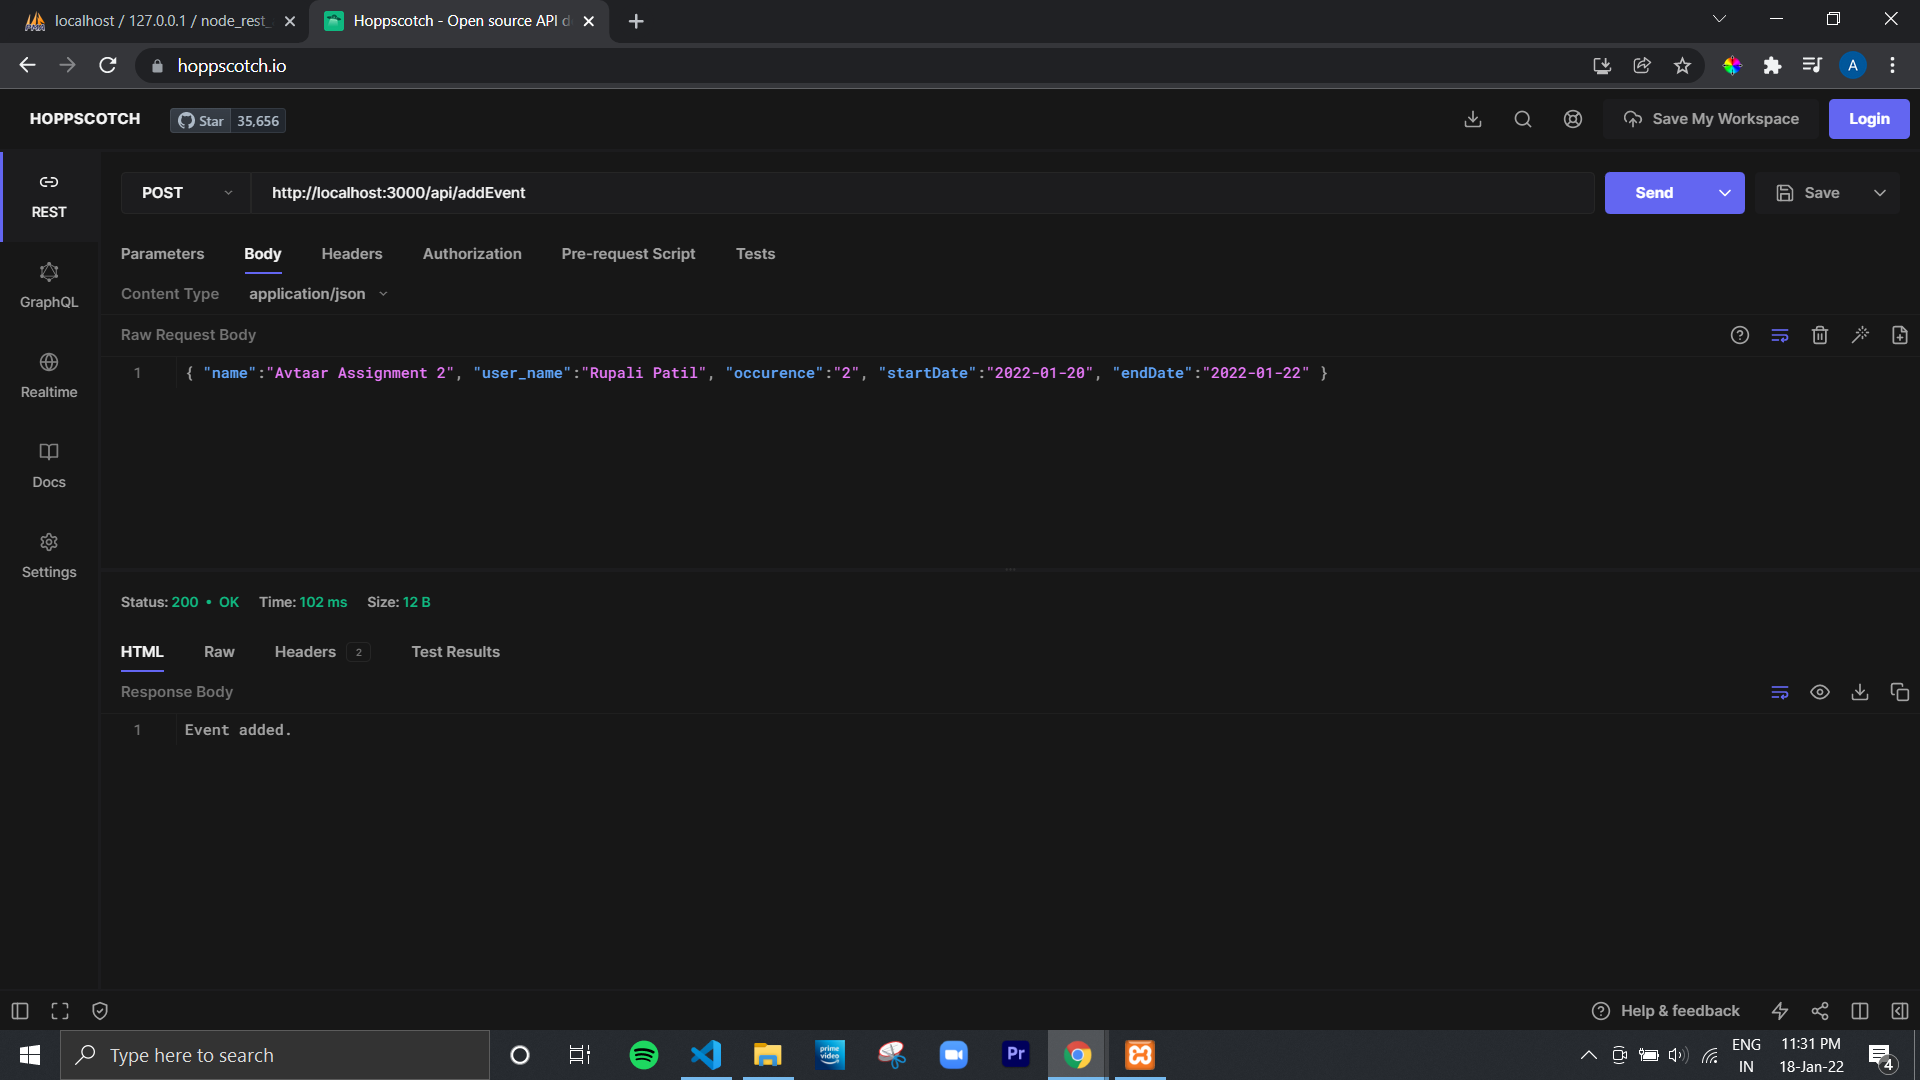 localhost / 127.0.0.1 / node_rest_
Hoppscotch - Open source API d
hoppscotch.io
A
HOPPSCOTCH
Star 35,656
Save My Workspace
Login
REST
GraphQL
Realtime
Docs
Settings
POST
http://localhost:3000/api/addEvent
Send
Save
Parameters Body Headers Authorization Pre-request Script Tests
Content Type application/json
Raw Request Body
1 { "name":"Avtaar Assignment 2", "user_name":"Rupali Patil", "occurence":"2", "startDate":"2022-01-20", "endDate":"2022-01-22" }
Status: 200 • OK Time: 102 ms Size: 12 B
HTML Raw Headers 2 Test Results
Response Body
1 Event added.
Help & feedback
Type here to search
prime video
Pr
ENG
IN
11:31 PM
18-Jan-22
4